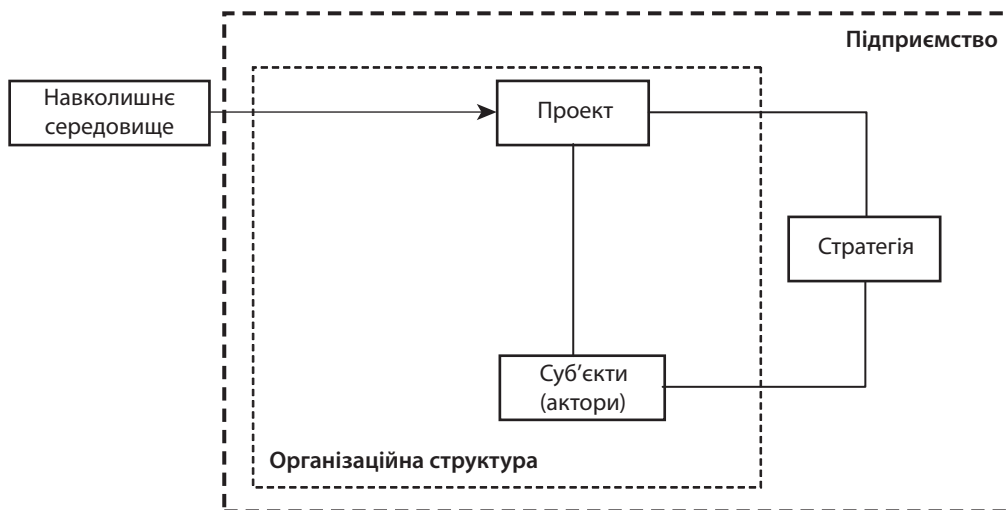 Підприємство
Навколишнє
середовище
Проект
Стратегія
Суб’єкти
(актори)
Організаційна структура